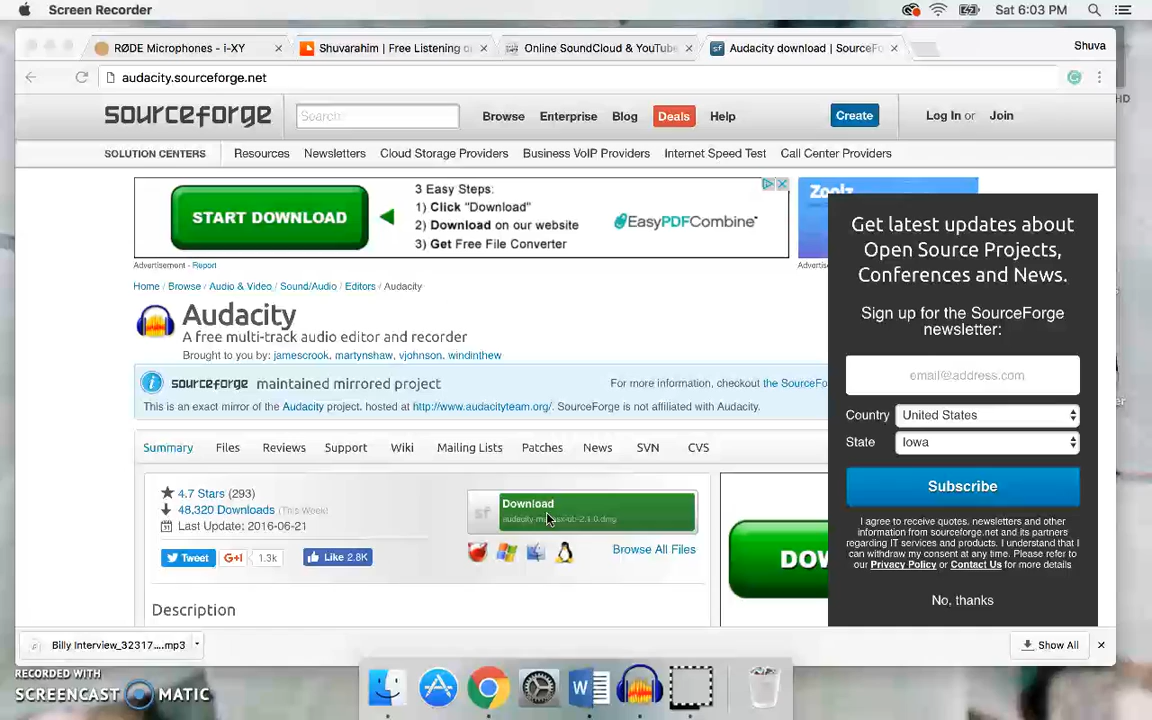 Screen Recorder
Sat 6:03 PM
RØDE Microphones - i-XY
Shuvarahim | Free Listening o
Online SoundCloud & YouTube
Audacity download | SourceFo
Shuva
audacity.sourceforge.net
sourceforge
Search
Browse Enterprise Blog Deals Help
Create
Log In or Join
SOLUTION CENTERS Resources Newsletters Cloud Storage Providers Business VoIP Providers Internet Speed Test Call Center Providers
START DOWNLOAD
3 Easy Steps:
1) Click "Download"
2) Download on our website
3) Get Free File Converter
EasyPDFCombine™
Zoolz
Advertisement - Report
Advertis
Home / Browse / Audio & Video / Sound/Audio / Editors / Audacity
Audacity
A free multi-track audio editor and recorder
Brought to you by: jamescrook, martynshaw, vjohnson, windinthew
sourceforge maintained mirrored project
For more information, checkout the SourceFo
This is an exact mirror of the Audacity project, hosted at http://www.audacityteam.org/. SourceForge is not affiliated with Audacity.
Summary Files Reviews Support Wiki Mailing Lists Patches News SVN CVS
4.7 Stars (293)
48,320 Downloads (This Week)
Last Update: 2016-06-21
Tweet G+1 1.3k Like 2.8K
sf Download
Browse All Files
DOW
Description
Get latest updates about
Open Source Projects,
Conferences and News.
Sign up for the SourceForge
newsletter:
email@address.com
Country United States
State Iowa
Subscribe
I agree to receive quotes, newsletters and other
information from sourceforge.net and its partners
regarding IT services and products. I understand that I
can withdraw my consent at any time. Please refer to
our Privacy Policy or Contact Us for more details
No, thanks
Billy Interview_32317....mp3
Show All
RECORDED WITH
SCREENCAST MATIC
HD